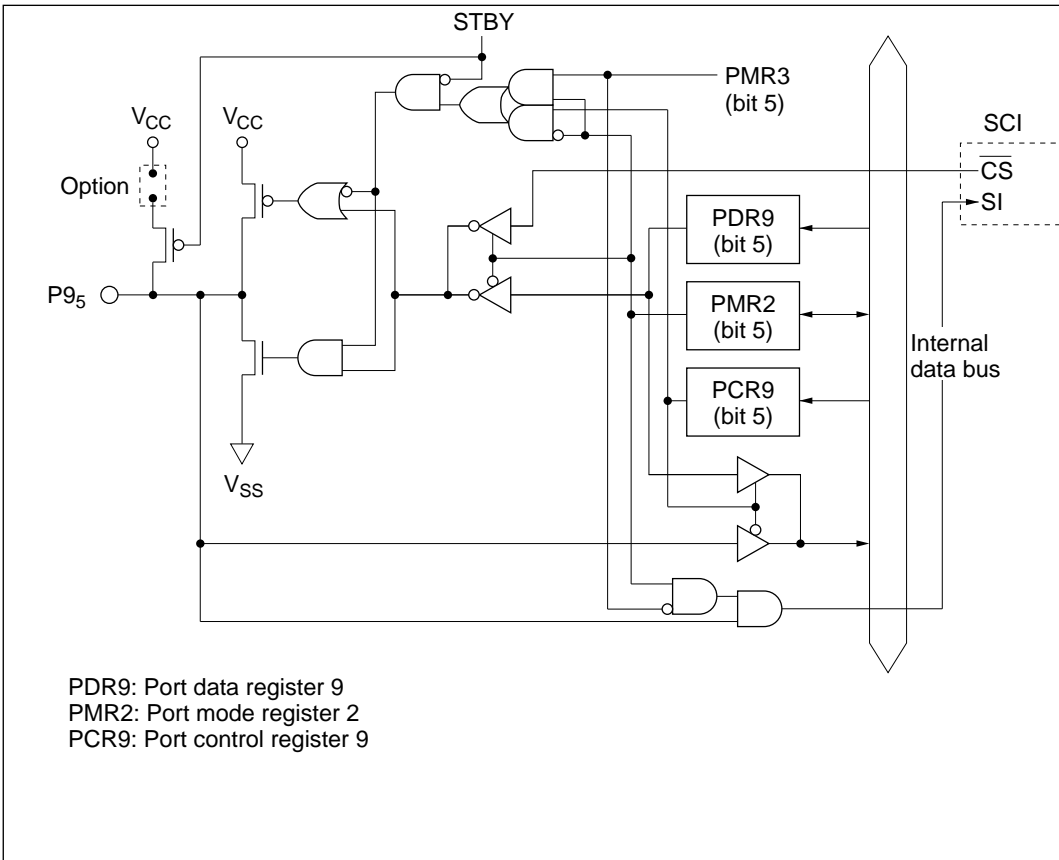 STBY
PMR3
(bit 5)
SCI
VCC
VCC
CS
SI
Option
PDR9
(bit 5)
P95
PMR2
(bit 5)
Internal
data bus
PCR9
(bit 5)
VSS
PDR9: Port data register 9
PMR2: Port mode register 2
PCR9: Port control register 9